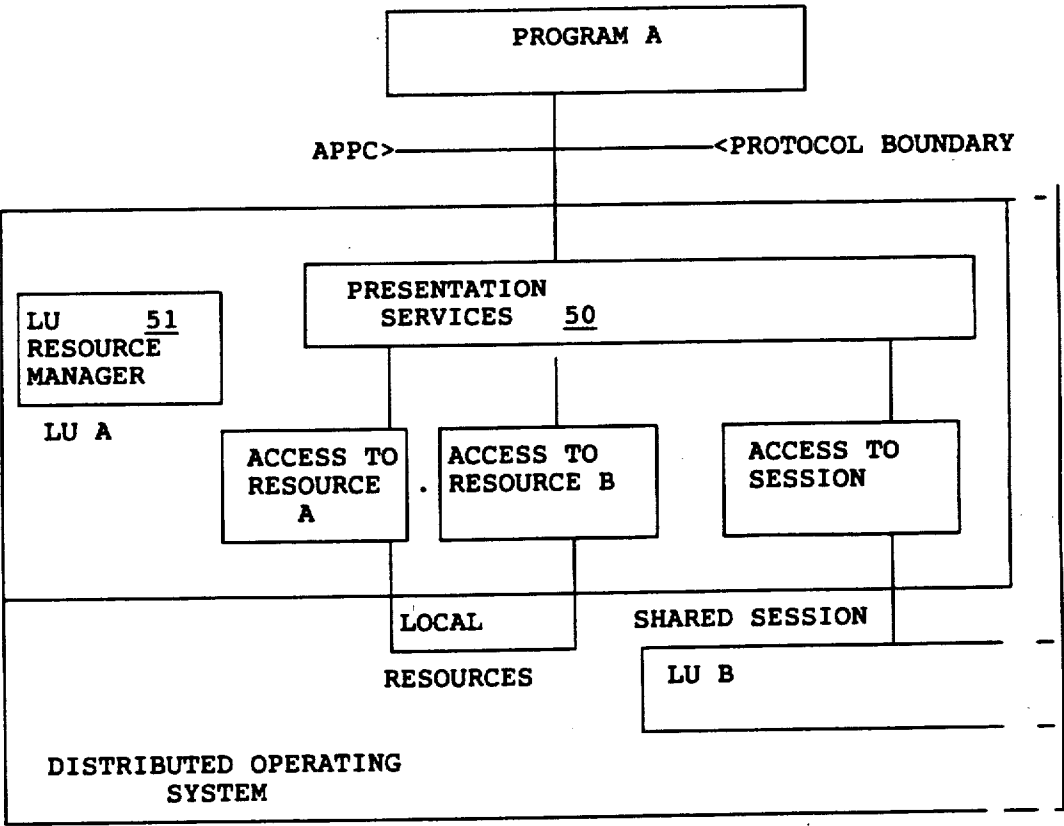 PROGRAM A
APPC> <PROTOCOL BOUNDARY
PRESENTATION
SERVICES 50
LU 51
RESOURCE
MANAGER
LU A
ACCESS TO
RESOURCE
A
.
ACCESS TO
RESOURCE B
ACCESS TO
SESSION
LOCAL
RESOURCES
SHARED SESSION
LU B
DISTRIBUTED OPERATING
SYSTEM